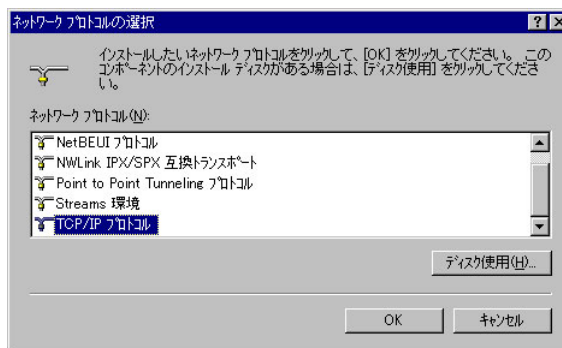 ネットワーク プロトコルの選択
インストールしたいネットワーク プロトコルをクリックして、[OK] をクリックしてください。 この
コンポーネントのインストール ディスクがある場合は、[ディスク使用] をクリックしてくださ
い。
ネットワーク プロトコル(N):
NetBEUI プロトコル
NWLink IPX/SPX 互換トランスポート
Point to Point Tunneling プロトコル
Streams 環境
TCP/IP プロトコル
ディスク使用(H)...
OK
キャンセル